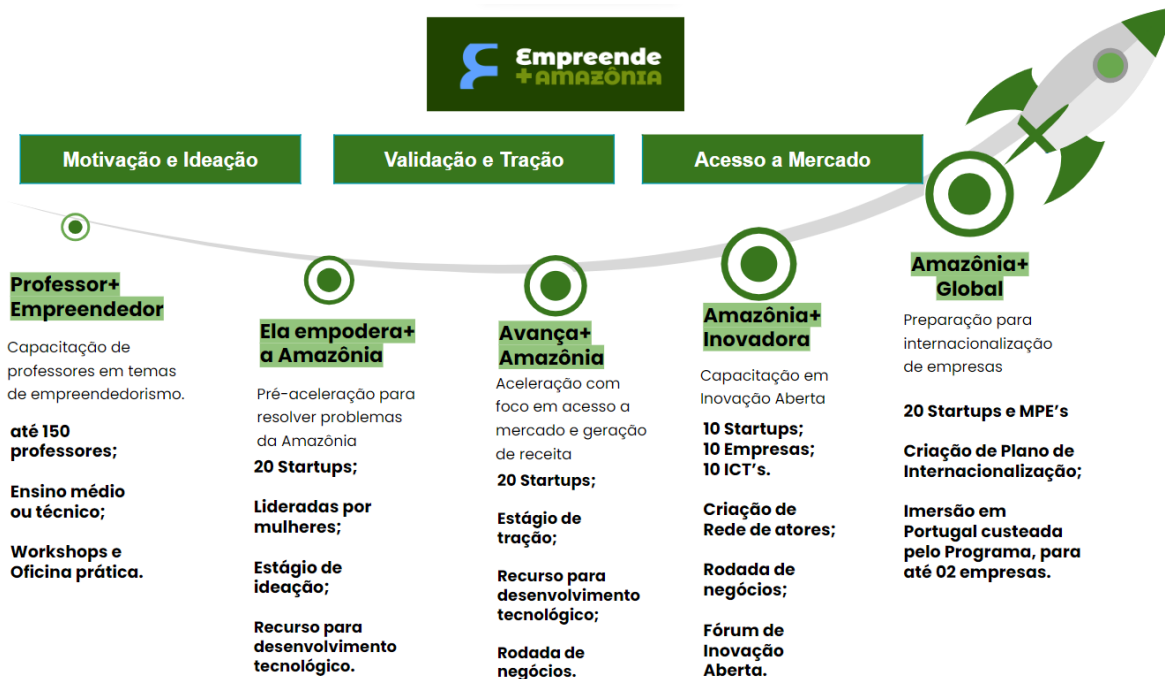 Empreende
+AMAZÔNIA
Motivação e Ideação
Validação e Tração
Acesso a Mercado
Professor+
Empreendedor
Capacitação de
professores em temas
de empreendedorismo.
até 150
professores;
Ensino médio
ou técnico;
Workshops e
Oficina prática.
Ela empodera+
a Amazônia
Pré-aceleração para
resolver problemas
da Amazônia
20 Startups;
Lideradas por
mulheres;
Estágio de
ideação;
Recurso para
desenvolvimento
tecnológico.
Avança+
Amazônia
Aceleração com
foco em acesso a
mercado e geração
de receita
20 Startups;
Estágio de
tração;
Recurso para
desenvolvimento
tecnológico;
Rodada de
negócios.
Amazônia+
Inovadora
Capacitação em
Inovação Aberta
10 Startups;
10 Empresas;
10 ICT's.
Criação de
Rede de atores;
Rodada de
negócios;
Fórum de
Inovação
Aberta.
Amazônia+
Global
Preparação para
internacionalização
de empresas
20 Startups e MPE’s
Criação de Plano de
Internacionalização;
Imersão em
Portugal custeada
pelo Programa, para
até 02 empresas.